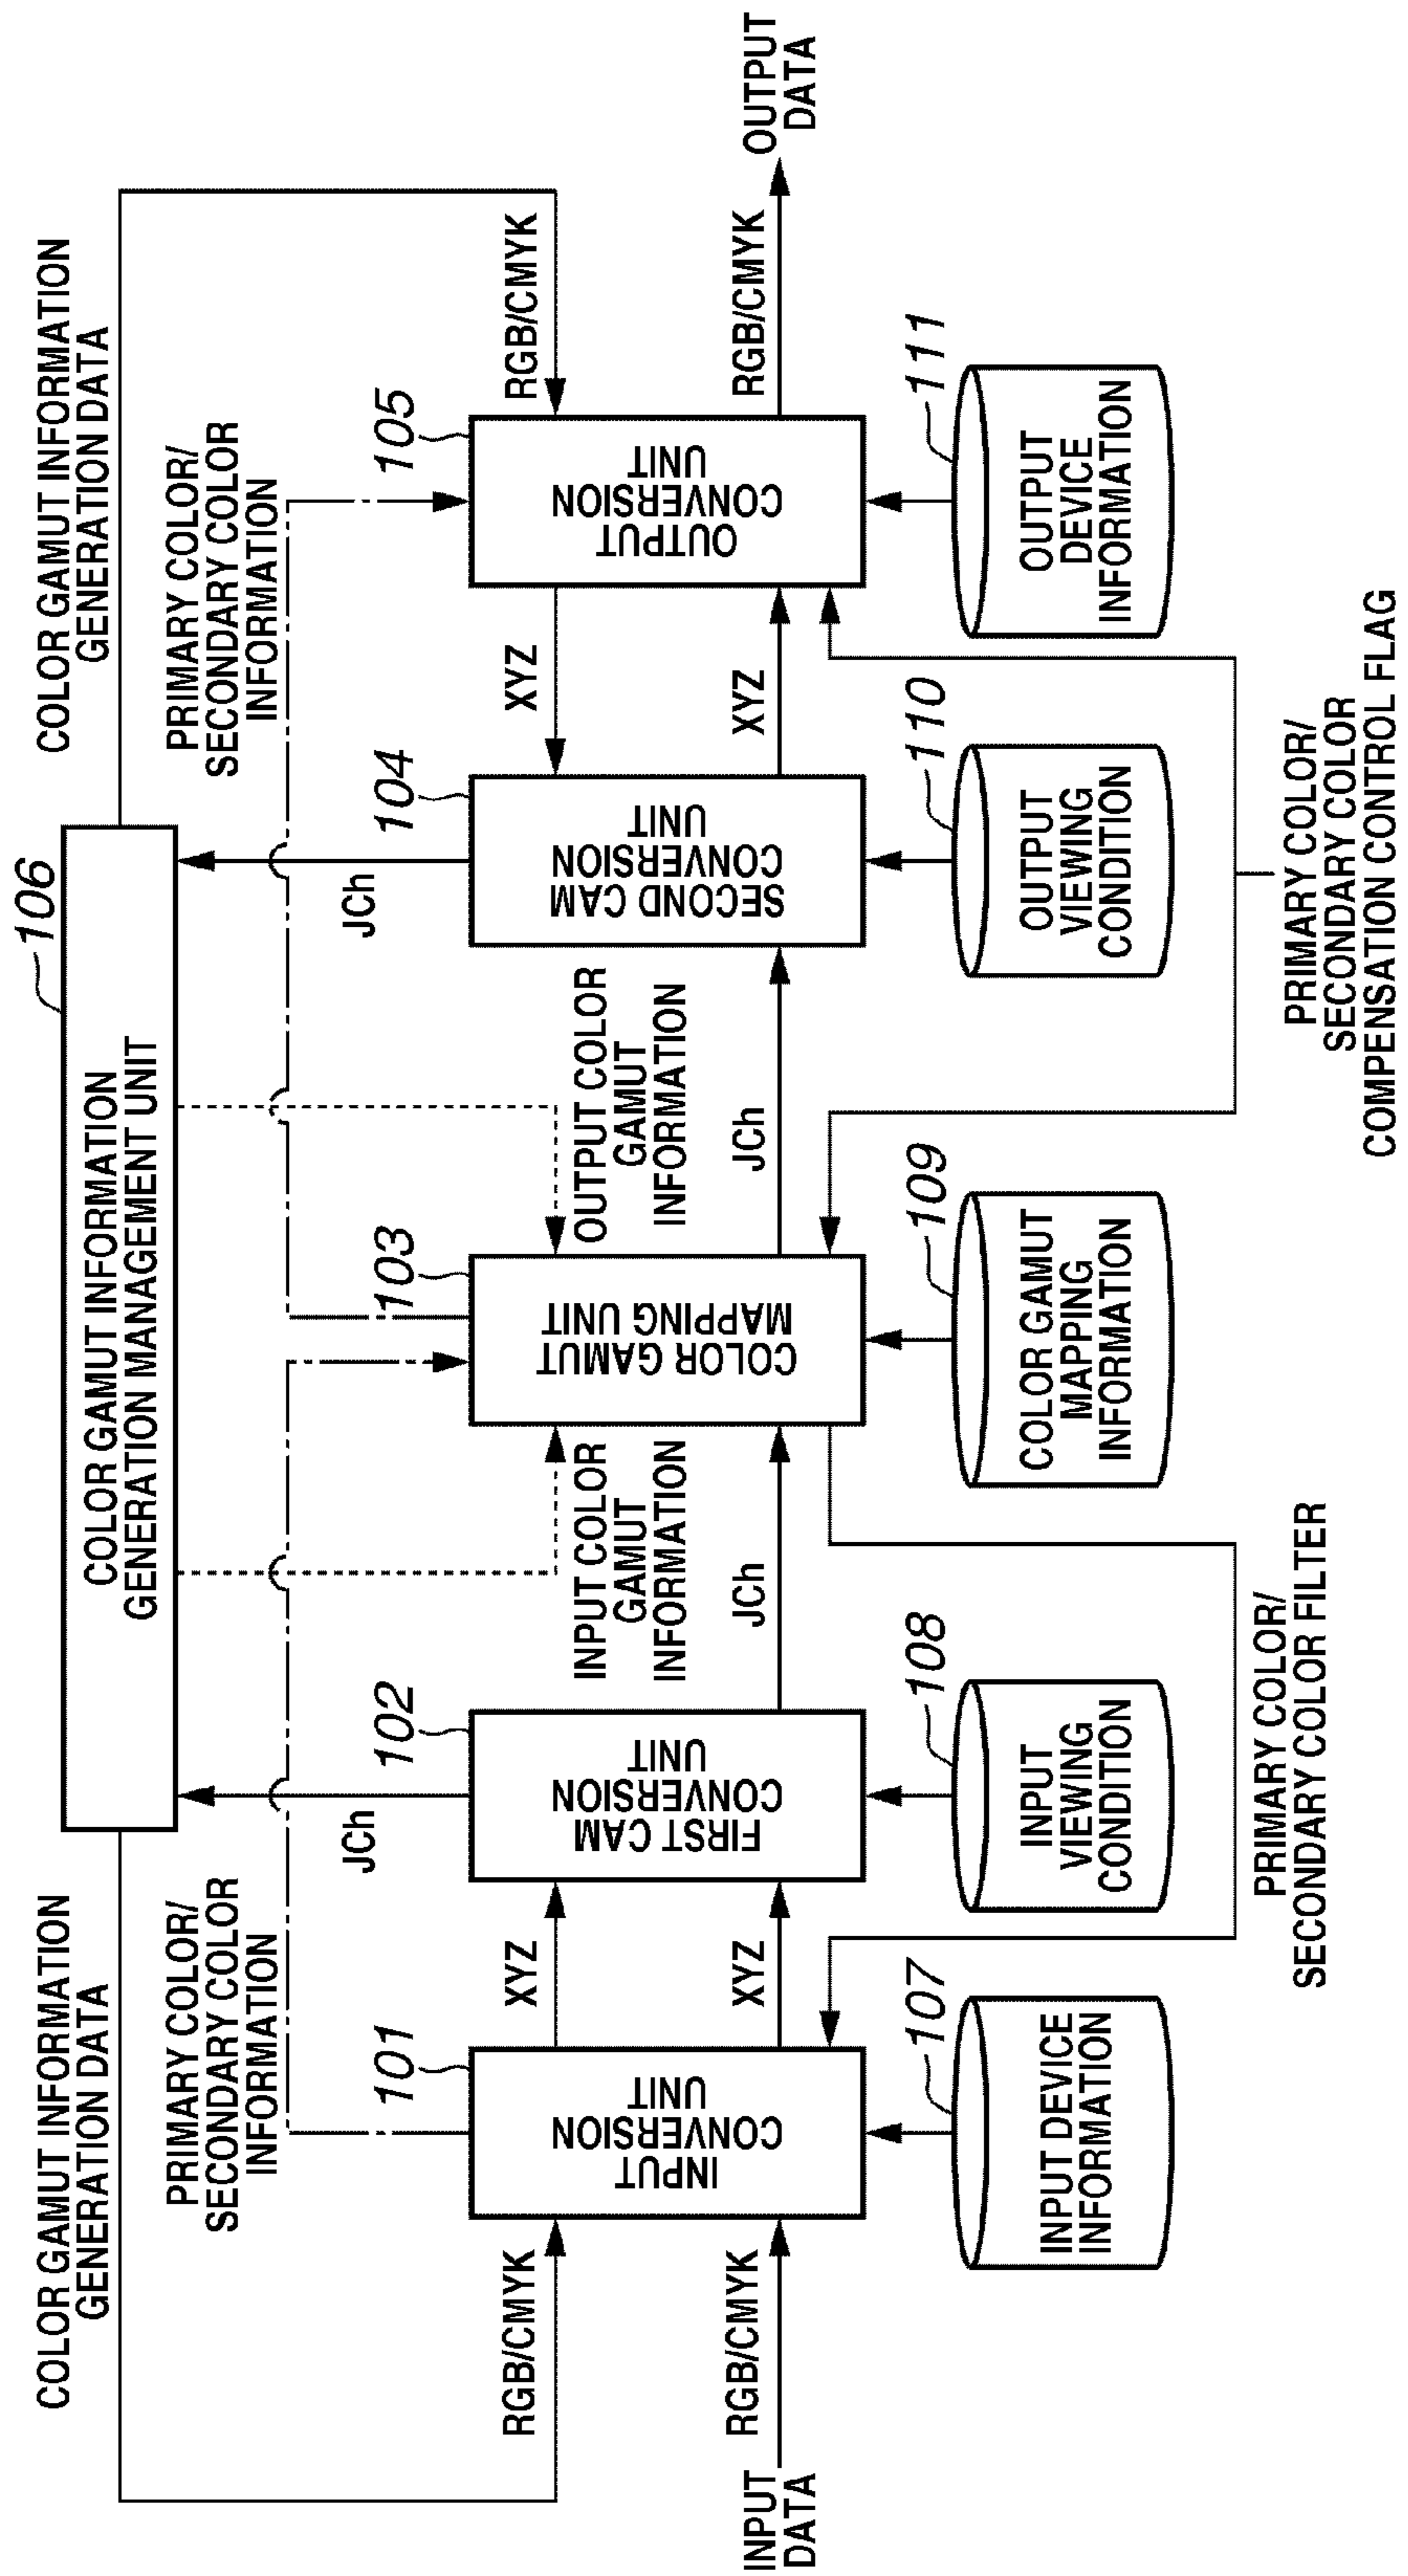 COLOR GAMUT INFORMATION
GENERATION DATA
106
COLOR GAMUT INFORMATION
GENERATION DATA
COLOR GAMUT INFORMATION
GENERATION MANAGEMENT UNIT
PRIMARY COLOR/
SECONDARY COLOR
INFORMATION
PRIMARY COLOR/
SECONDARY COLOR
INFORMATION
JCh
JCh
101
102
103
104
105
RGB/CMYK
XYZ
XYZ
RGB/CMYK
INPUT
CONVERSION
UNIT
FIRST CAM
CONVERSION
UNIT
INPUT COLOR
GAMUT
INFORMATION
COLOR GAMUT
MAPPING UNIT
OUTPUT COLOR
GAMUT
INFORMATION
SECOND CAM
CONVERSION
UNIT
OUTPUT
CONVERSION
UNIT
INPUT
DATA
RGB/CMYK
XYZ
JCh
JCh
XYZ
RGB/CMYK
OUTPUT
DATA
107
108
109
110
111
INPUT DEVICE
INFORMATION
INPUT
VIEWING
CONDITION
COLOR GAMUT
MAPPING
INFORMATION
OUTPUT
VIEWING
CONDITION
OUTPUT
DEVICE
INFORMATION
PRIMARY COLOR/
SECONDARY COLOR FILTER
PRIMARY COLOR/
SECONDARY COLOR
COMPENSATION CONTROL FLAG